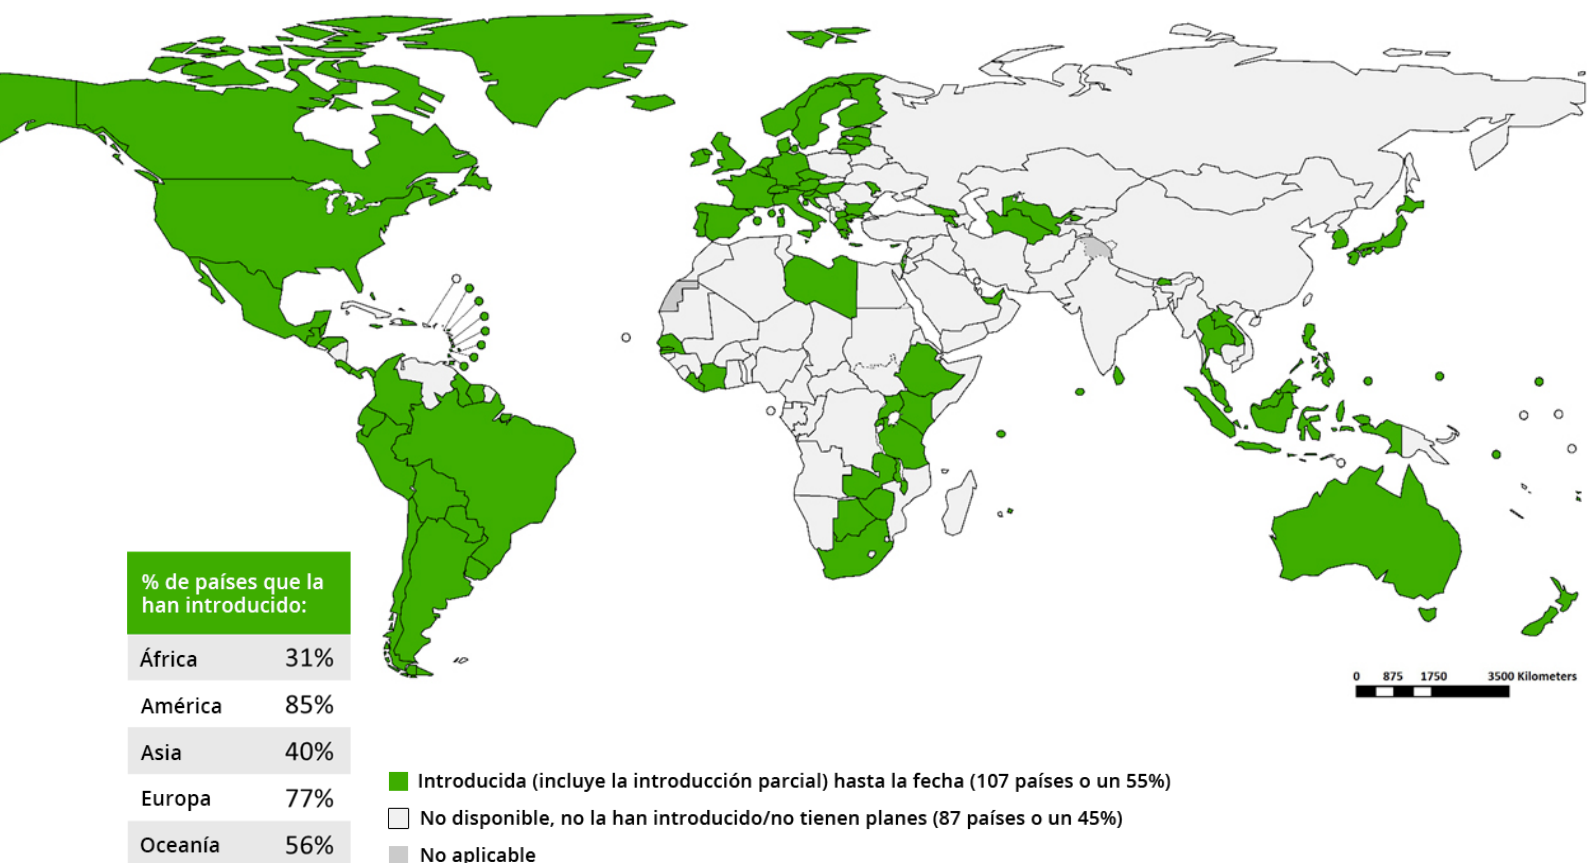 % de países que la
han introducido:
África 31%
América 85%
Asia 40%
Europa 77%
Oceanía 56%
0 875 1750 3500 Kilometers
Introducida (incluye la introducción parcial) hasta la fecha (107 países o un 55%)
No disponible, no la han introducido/no tienen planes (87 países o un 45%)
No aplicable